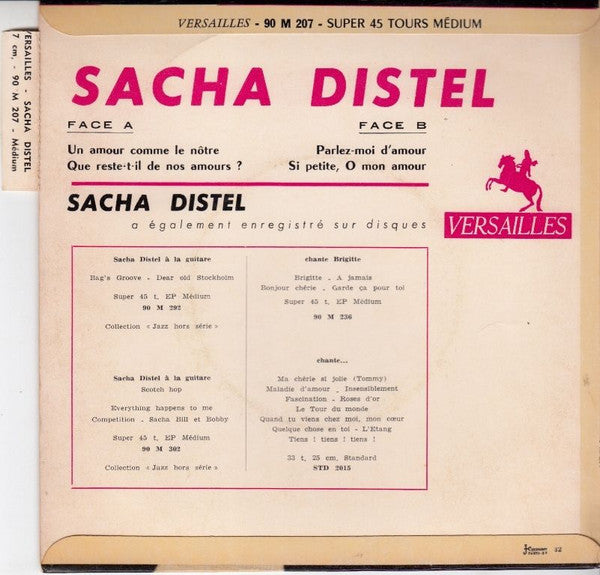 VERSAILLES - 90 M 207 - SUPER 45 TOURS MÉDIUM
VERSAILLES - SACHA DISTEL
7 cm, - 90 M 207 - Médium
SACHA DISTEL
FACE A
Un amour comme le nôtre
Que reste-t-il de nos amours ?
FACE B
Parlez-moi d'amour
Si petite, O mon amour
SACHA DISTEL
a également enregistré sur disques
VERSAILLES
Sacha Distel à la guitare
Bag's Groove - Dear old Stockholm
Super 45 t, EP Médium
90 M 292
Collection « Jazz hors série »
Sacha Distel à la guitare
Scotch hop
Everything happens to me
Competition . Sacha Bill et Bobby
Super 45 t, EP Médium
90 M 302
Collection « Jazz hors série »
chante Brigitte
Brigitte - A jamais
Bonjour chérie . Garde ça pour toi
Super 45 t, EP Médium
90 M 236
chante...
Ma chérie si jolie (Tommy)
Maladie d'amour . Insensiblement
Fascination - Roses d'or
Le Tour du monde
Quand tu viens chez moi, mon cœur
Quelque chose en toi - L'Etang
Tiens ! tiens ! tiens !
33 t, 25 cm, Standard
STD 2015
52